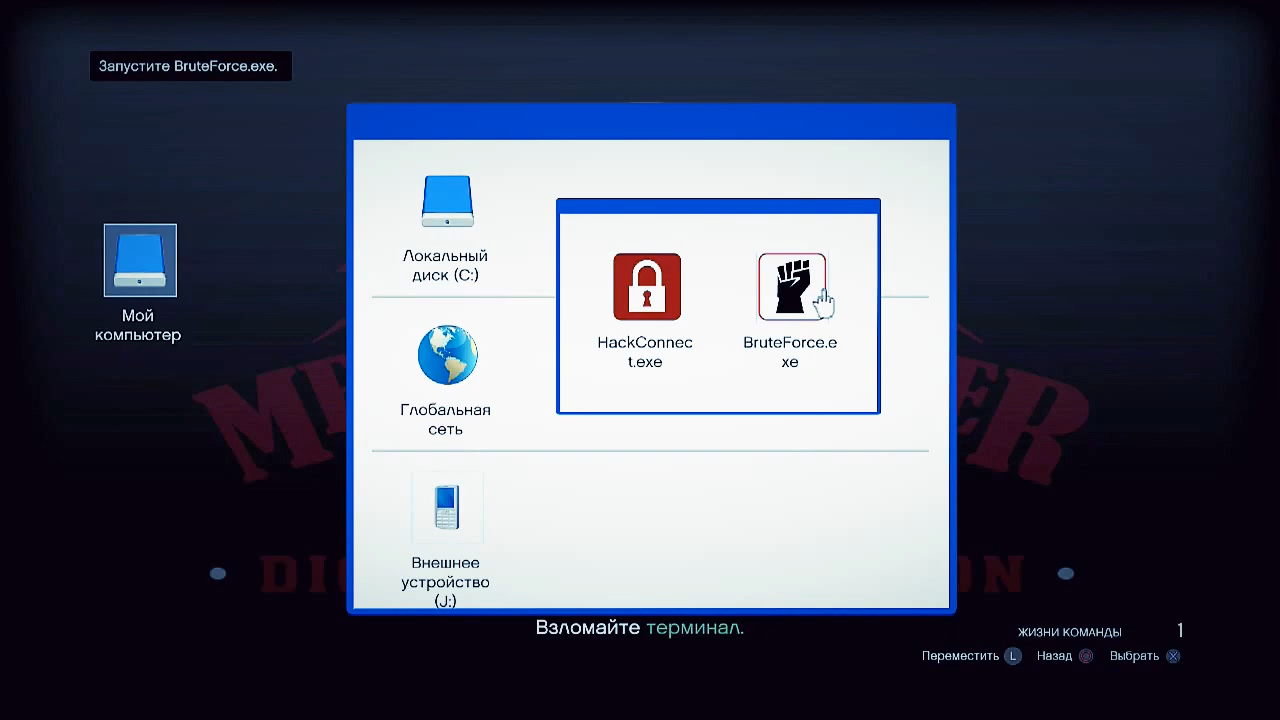 Запустите BruteForce.exe.
Локальный
диск (C:)
HackConnec
t.exe
BruteForce.e
xe
Мой
компьютер
Глобальная
сеть
Внешнее
устройство
(J:)
Взломайте терминал.
ЖИЗНИ КОМАНДЫ 1
Переместить L Назад Выбрать